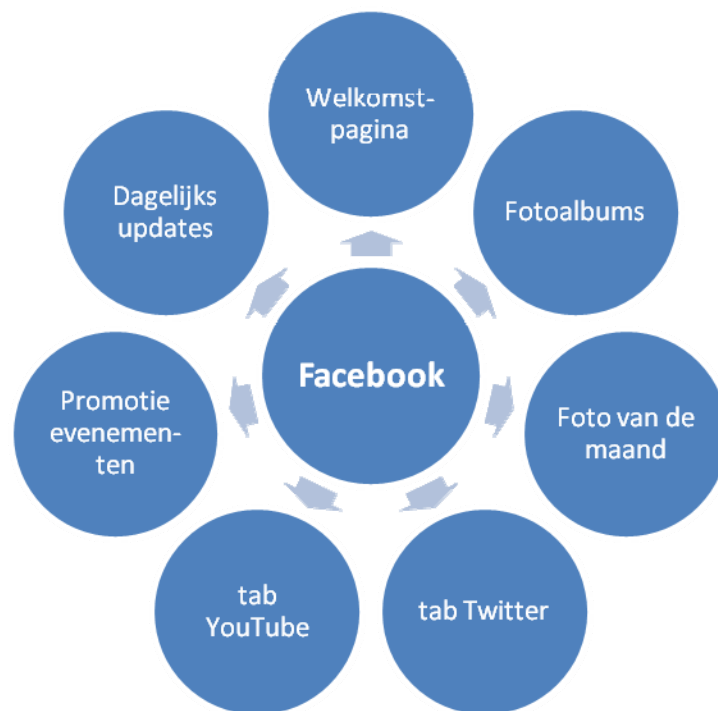 Welkomst-
pagina
Fotoalbums
Foto van de
maand
tab Twitter
tab
YouTube
Promotie
evenemen-
ten
Dagelijks
updates
Facebook